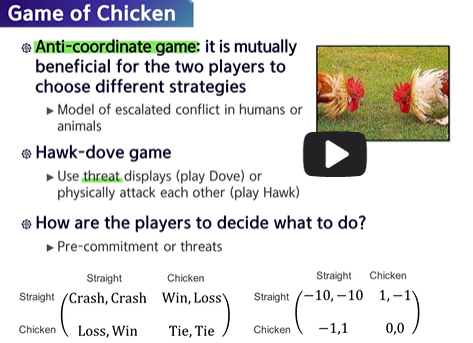 Game of Chicken
Anti-coordinate game: it is mutually
beneficial for the two players to
choose different strategies
Model of escalated conflict in humans or
animals
Hawk-dove game
Use threat displays (play Dove) or
physically attack each other (play Hawk)
How are the players to decide what to do?
Pre-commitment or threats
Straight Chicken
Straight Crash, Crash Win, Loss
Chicken Loss, Win Tie, Tie
Straight Chicken
Straight −10, −10 1, −1
Chicken −1,1 0,0